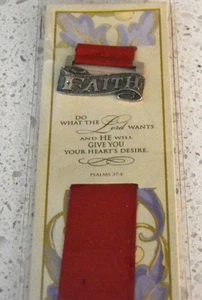 FAITH
DO
WHAT THE Lord WANTS
AND HE WILL
GIVE YOU
YOUR HEART'S DESIRE.
PSALMS 37:4